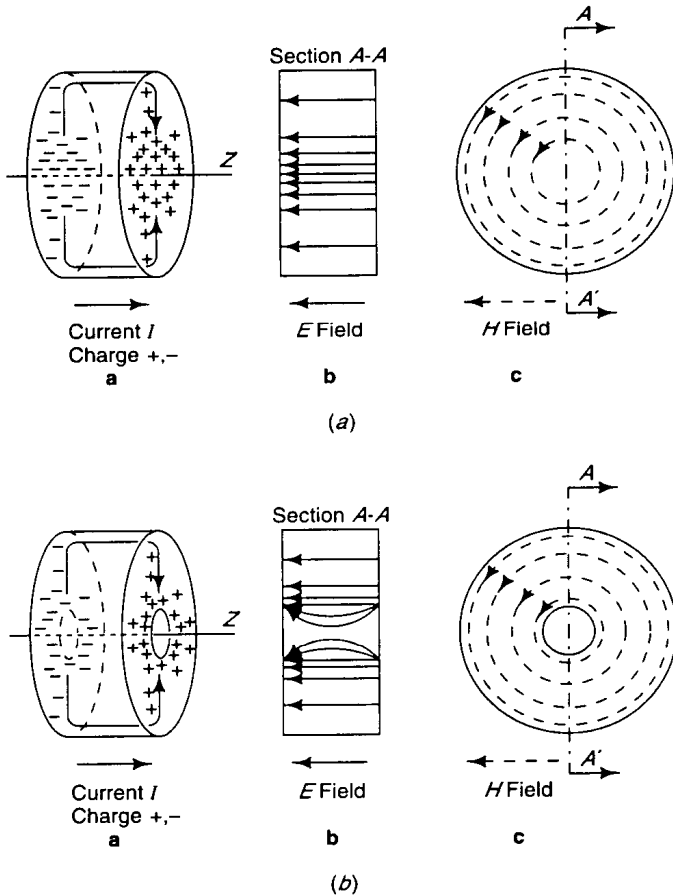 A
Section A-A
Z
Current I
Charge +,–
a
E Field
b
A′
H Field
c
(a)
A
Section A-A
Z
Current I
Charge +,–
a
E Field
b
A′
H Field
c
(b)